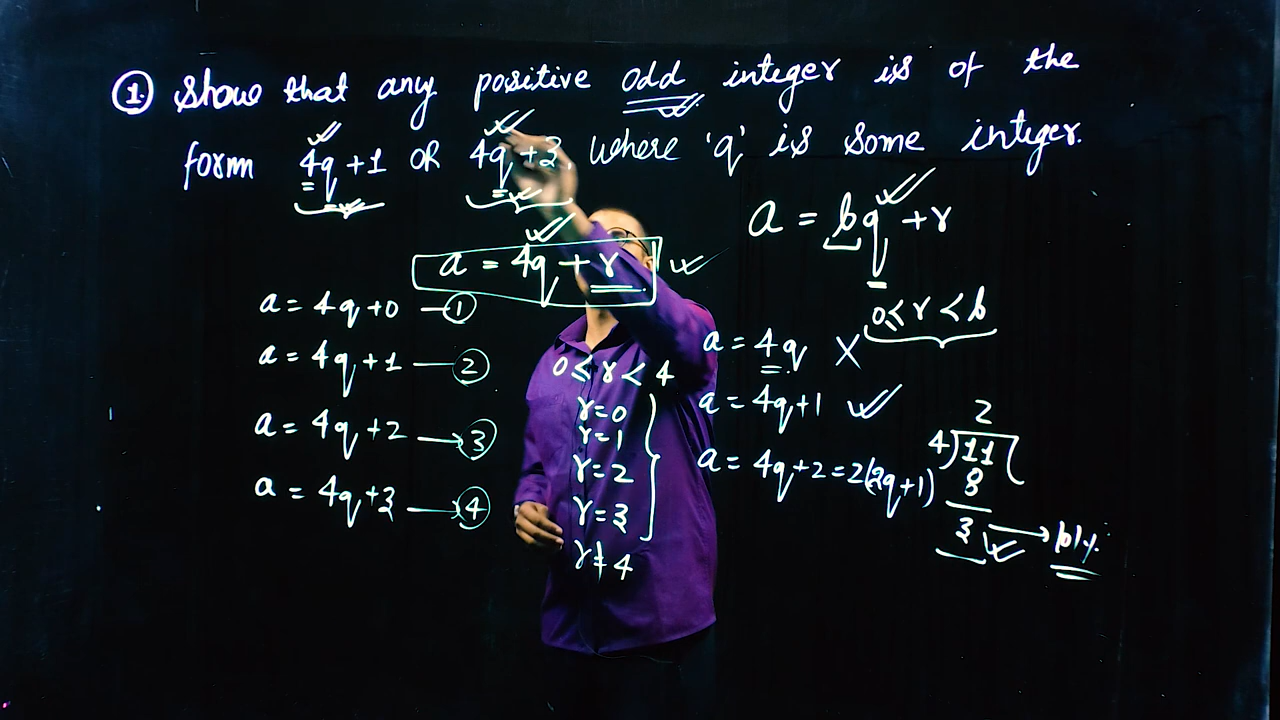 ① Show that any positive odd integer is of the
form 4q +1 OR 4q +3, where 'q' is some integer.
a = bq + r
0 ≤ r < b
a = 4q + r
a = 4q + 0 — ①
a = 4q + 1 — ②
a = 4q + 2 → ③
a = 4q + 3 → ④
0 ≤ r < 4
r = 0
r = 1
r = 2
r = 3
r ≠ 4
a = 4q ×
a = 4q + 1 ✓
a = 4q + 2 = 2(2q + 1)
2
4) 11 (
8
3 →